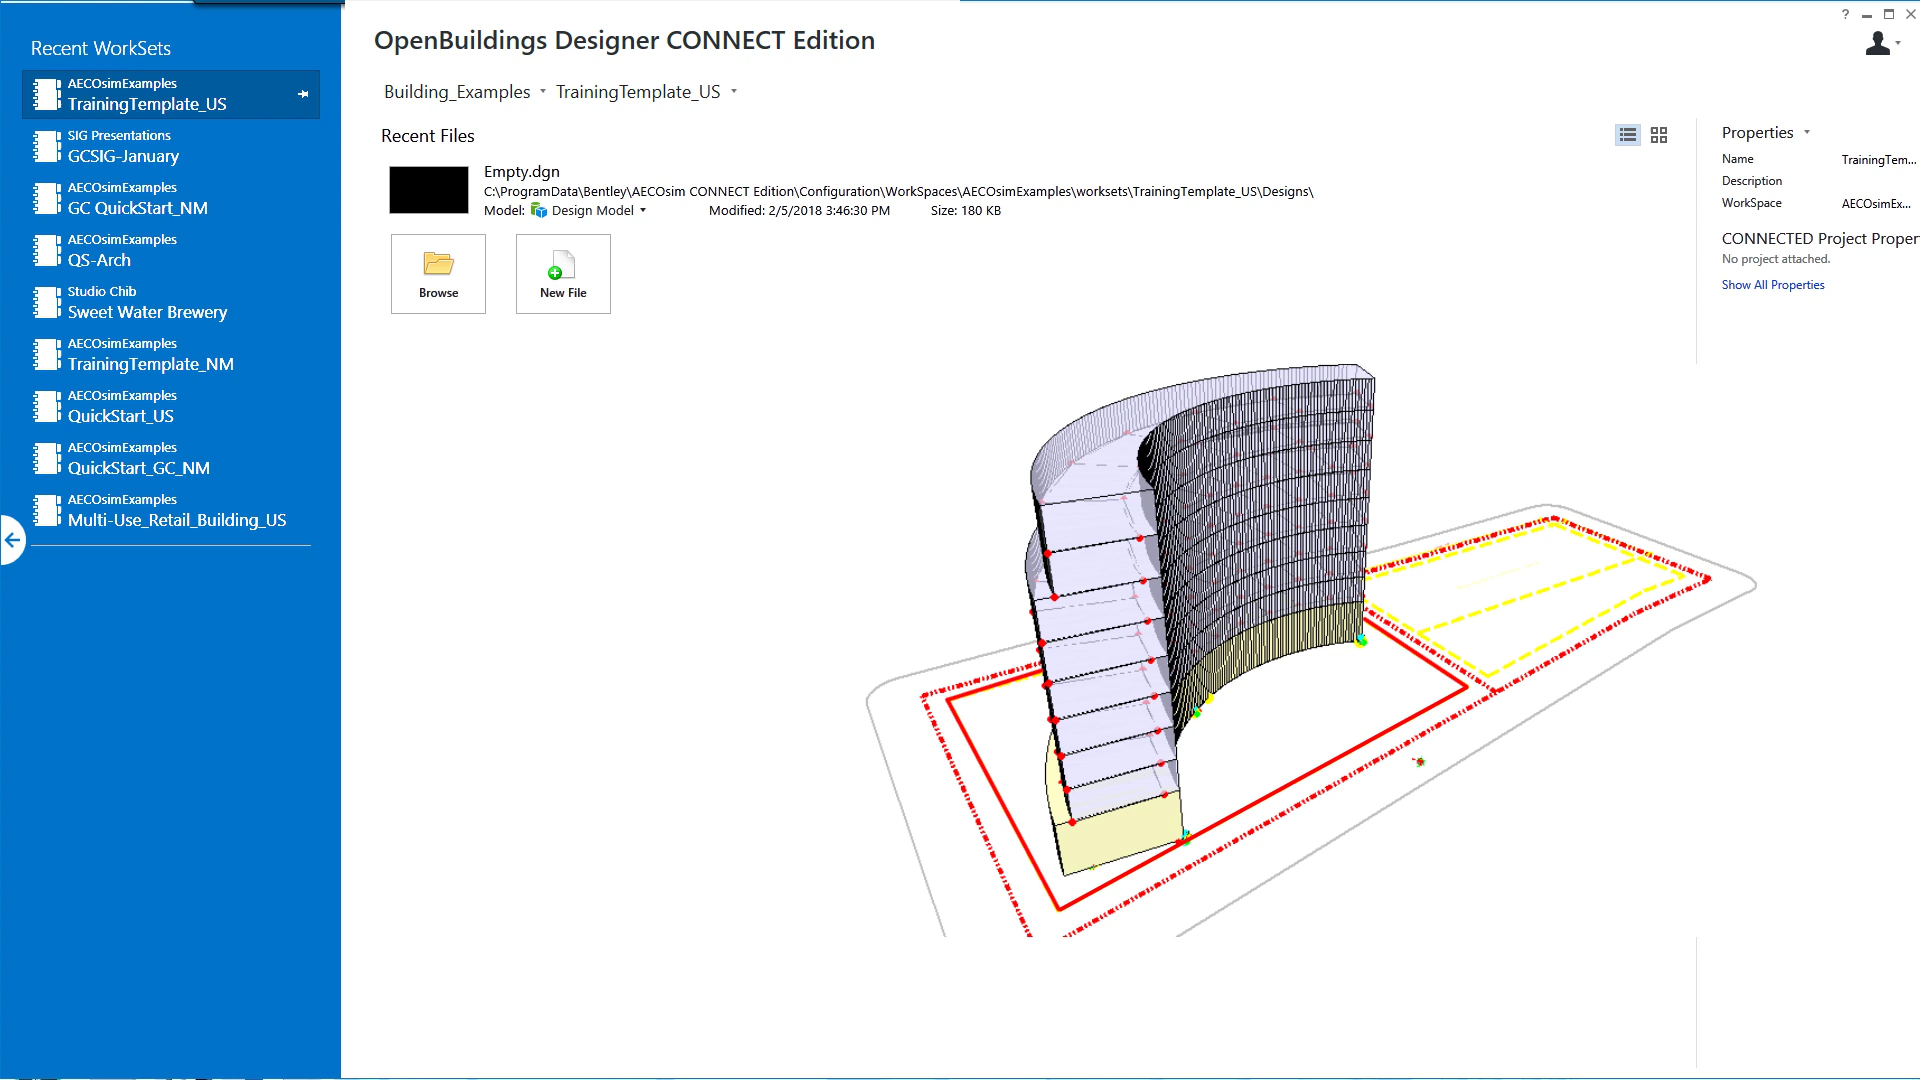 Recent WorkSets
AECOsimExamples
TrainingTemplate_US
SIG Presentations
GCSIG-January
AECOsimExamples
GC QuickStart_NM
AECOsimExamples
QS-Arch
Studio Chib
Sweet Water Brewery
AECOsimExamples
TrainingTemplate_NM
AECOsimExamples
QuickStart_US
AECOsimExamples
QuickStart_GC_NM
AECOsimExamples
Multi-Use_Retail_Building_US
?
OpenBuildings Designer CONNECT Edition
Building_Examples TrainingTemplate_US
Recent Files
Empty.dgn
C:\ProgramData\Bentley\AECOsim CONNECT Edition\Configuration\WorkSpaces\AECOsimExamples\worksets\TrainingTemplate_US\Designs\
Model: Design Model Modified: 2/5/2018 3:46:30 PM Size: 180 KB
Browse
New File
Properties
Name TrainingTem...
Description
WorkSpace AECOsimEx...
CONNECTED Project Proper
No project attached.
Show All Properties